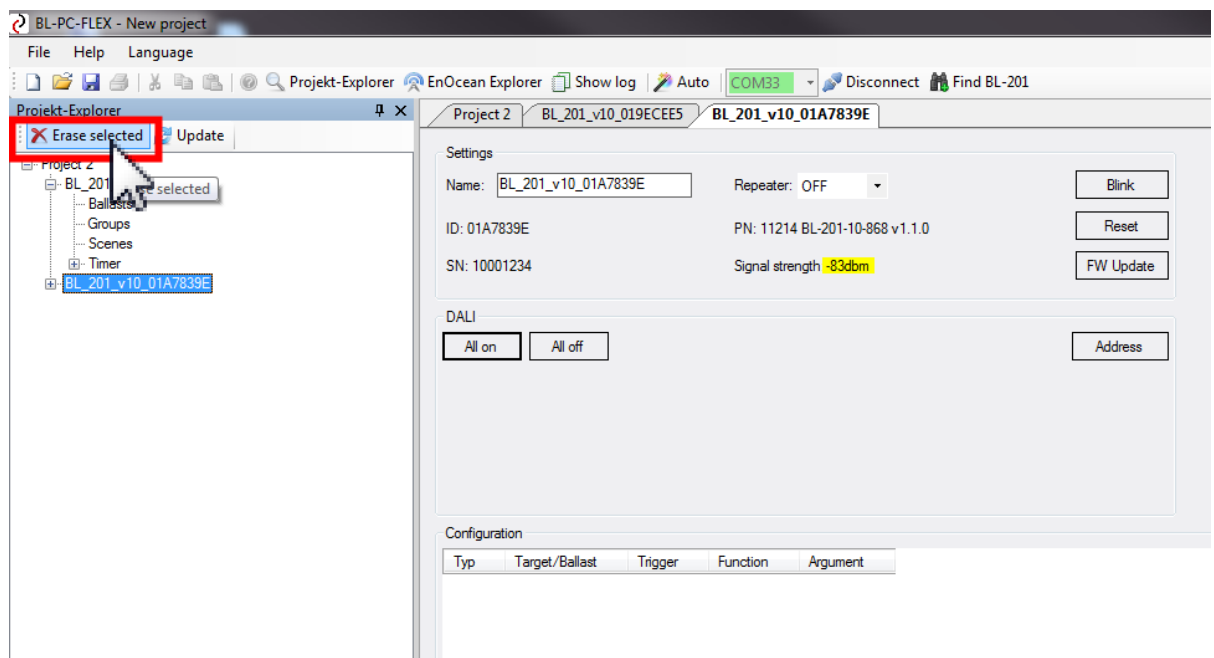 BL-PC-FLEX - New project
File Help Language
Projekt-Explorer EnOcean Explorer Show log Auto COM33 Disconnect Find BL-201
Projekt-Explorer
Erase selected Update
Project 2
BL_201
selected
Ballasts
Groups
Scenes
Timer
BL_201_v10_01A7839E
Project 2 BL_201_v10_019ECEE5 BL_201_v10_01A7839E
Settings
Name: BL_201_v10_01A7839E Repeater: OFF Blink
ID: 01A7839E PN: 11214 BL-201-10-868 v1.1.0 Reset
SN: 10001234 Signal strength -83dbm FW Update
DALI
All on All off Address
Configuration
Typ Target/Ballast Trigger Function Argument